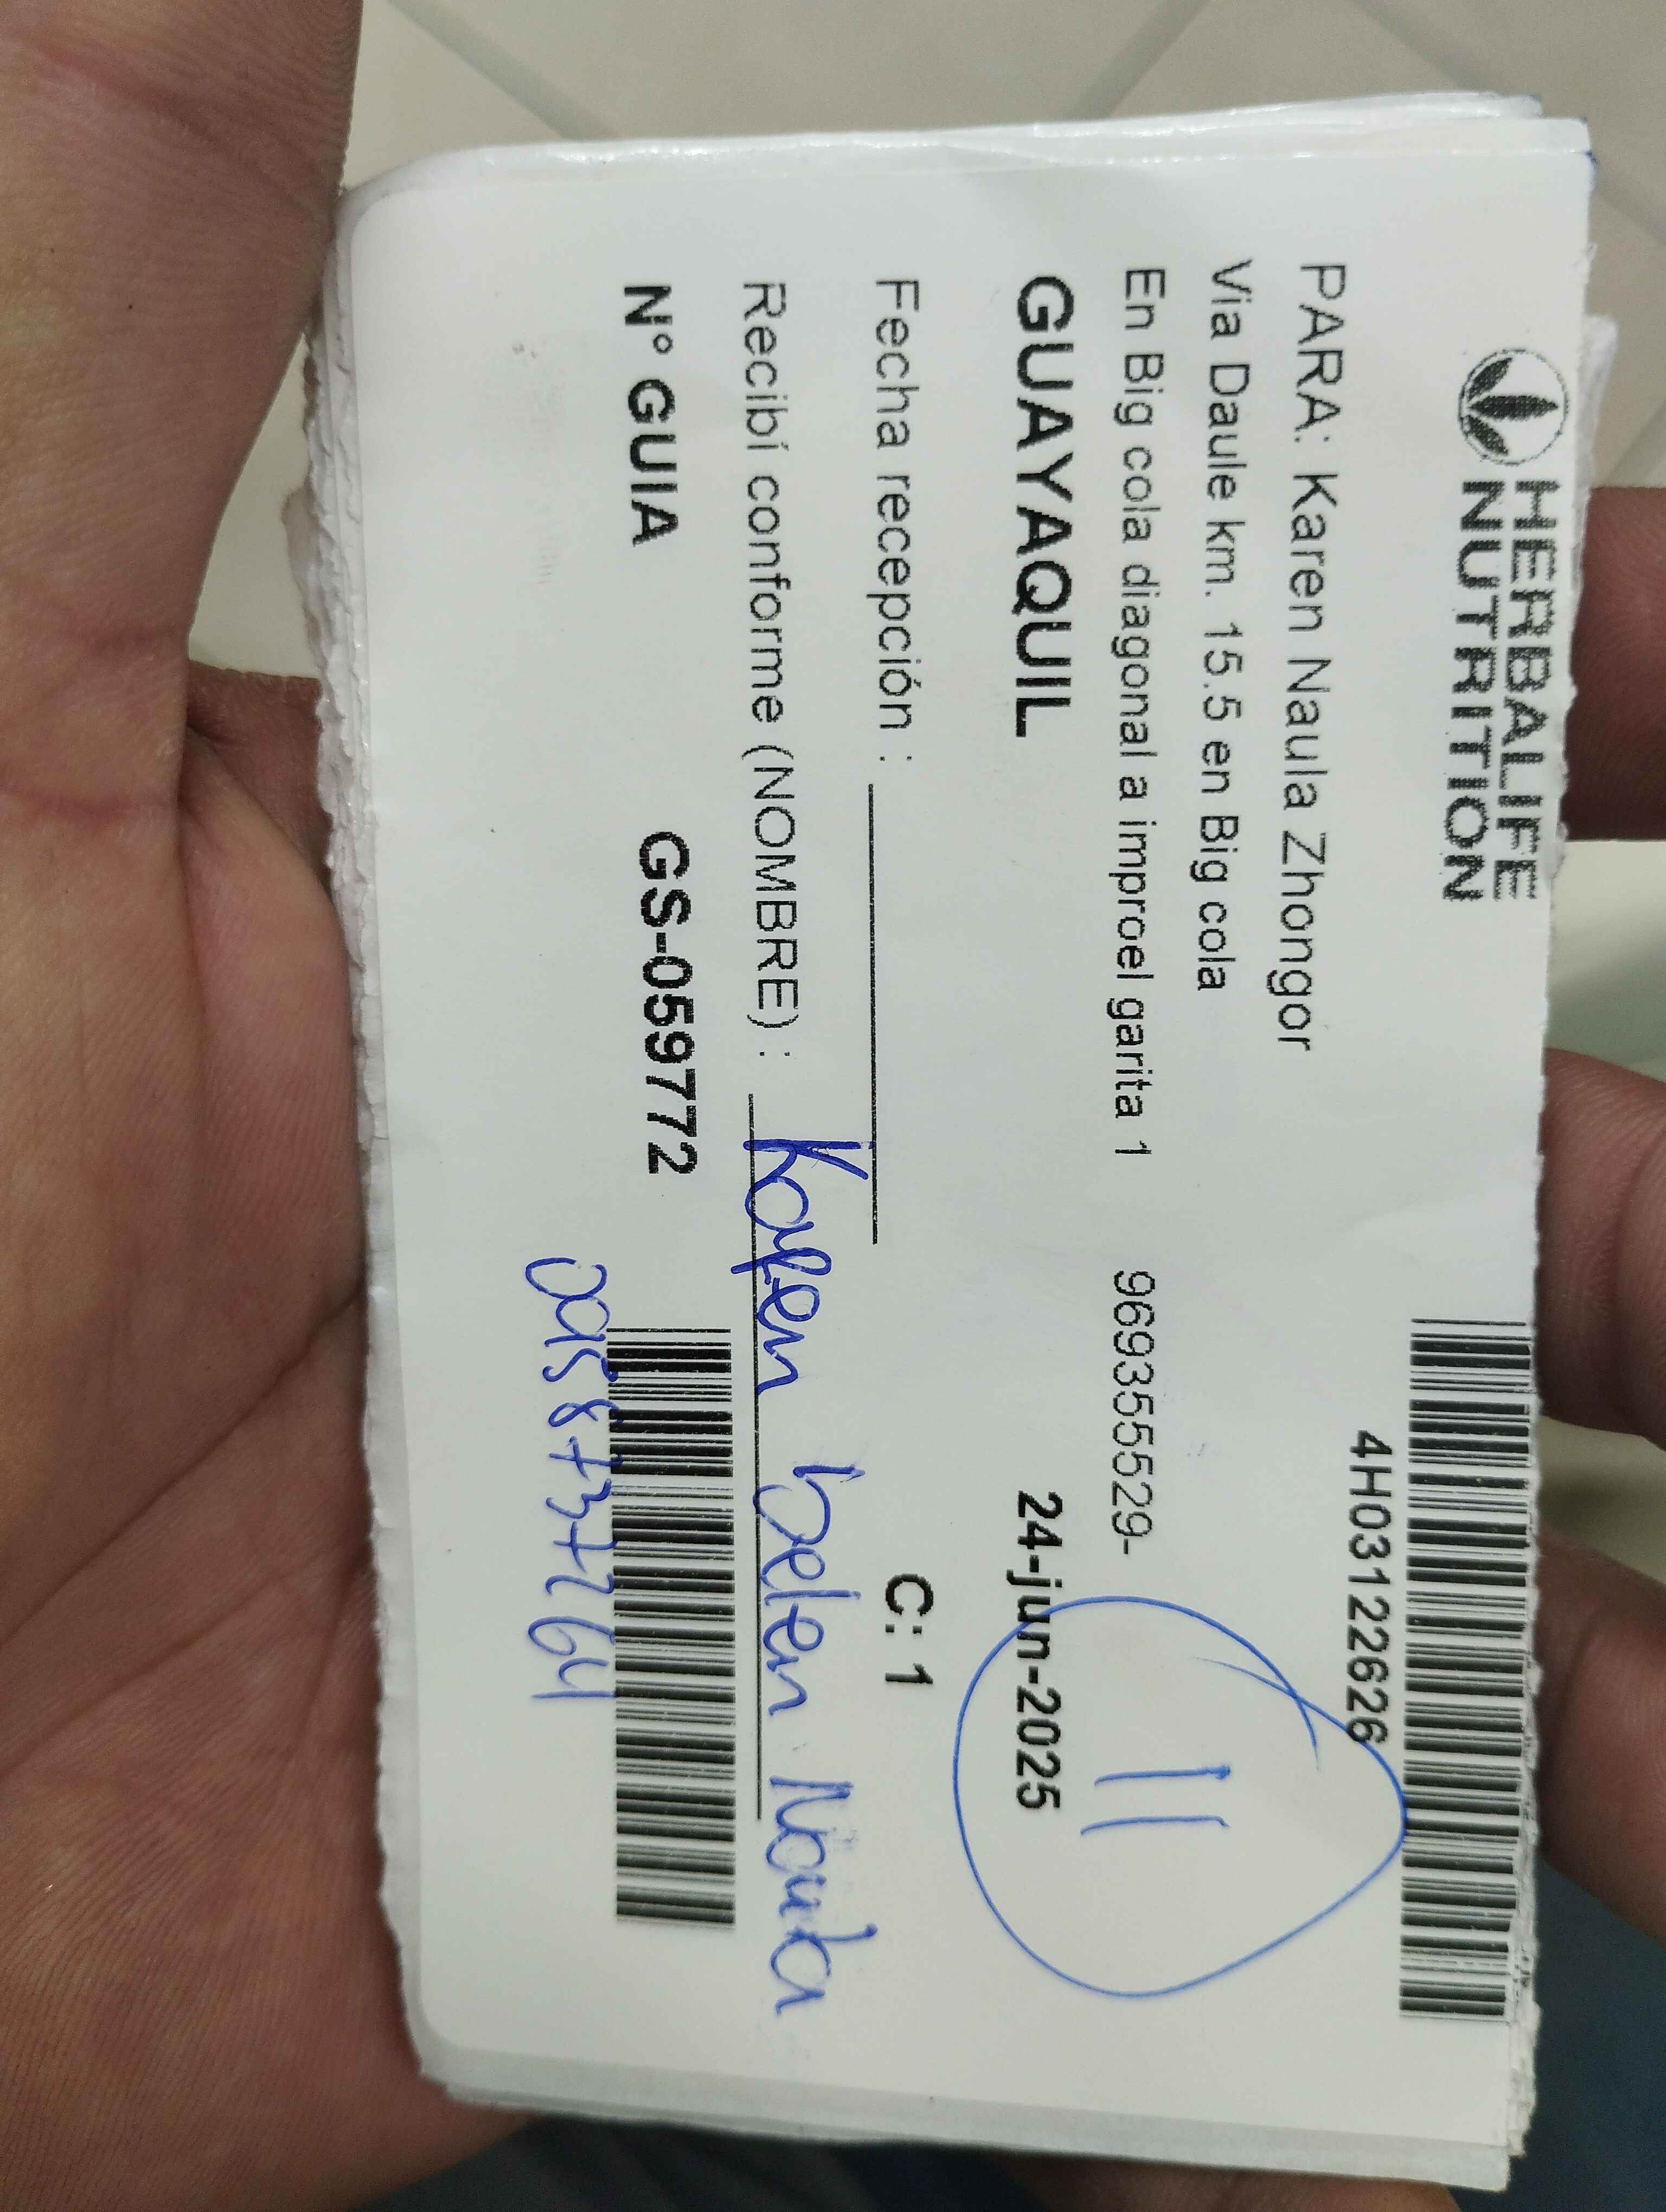 HERBALIFE
NUTRITION
4H03122626
PARA: Karen Naula Zhongor
Via Daule km. 15.5 en Big cola
En Big cola diagonal a improel garita 1 969355529-
11
GUAYAQUIL 24-jun-2025
Fecha recepción : C: 1
Recibí conforme (NOMBRE) : Karen belen Naula
N° GUIA GS-059772